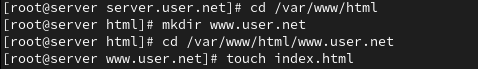 [root@server server.user.net]# cd /var/www/html
[root@server html]# mkdir www.user.net
[root@server html]# cd /var/www/html/www.user.net
[root@server www.user.net]# touch index.html